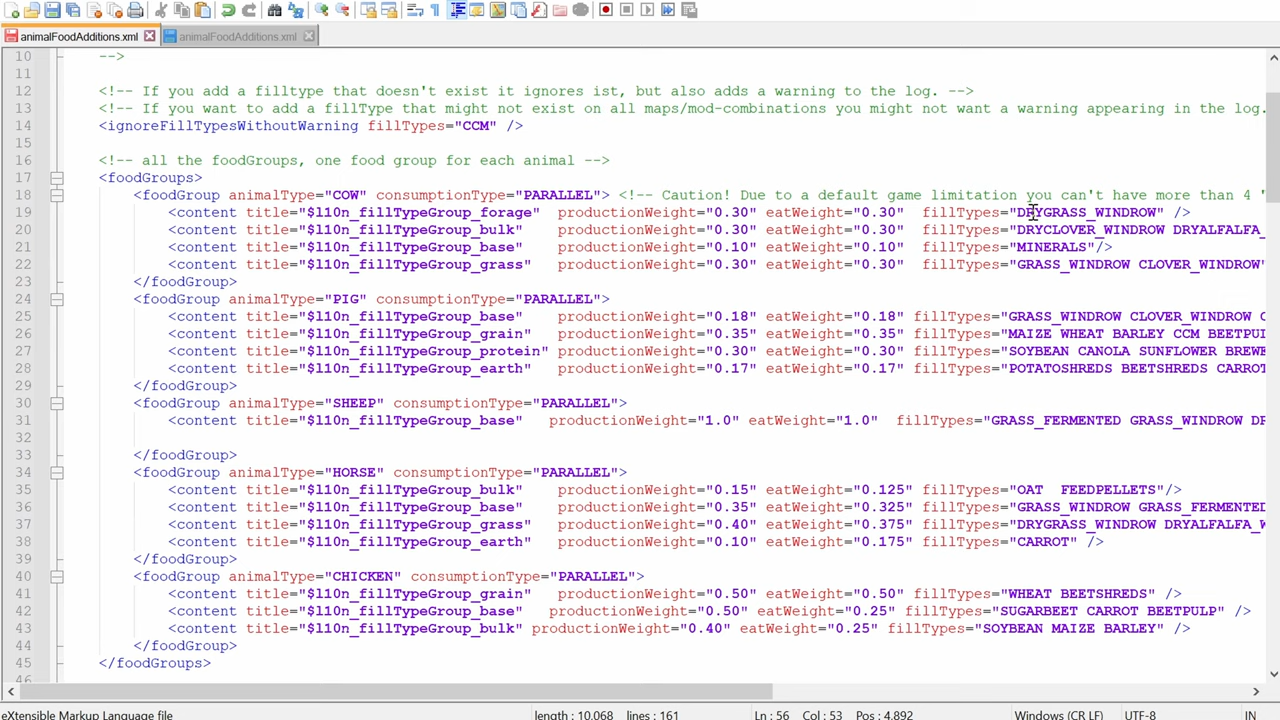 animalFoodAdditions.xml animalFoodAdditions.xml
10 -->
11
12 <!-- If you add a filltype that doesn't exist it ignores ist, but also adds a warning to the log. -->
13 <!-- If you want to add a fillType that might not exist on all maps/mod-combinations you might not want a warning appearing in the log.
14 <ignoreFillTypesWithoutWarning fillTypes="CCM" />
15
16 <!-- all the foodGroups, one food group for each animal -->
17 <foodGroups>
18 <foodGroup animalType="COW" consumptionType="PARALLEL"> <!-- Caution! Due to a default game limitation you can't have more than 4 '
19 <content title="$l10n_fillTypeGroup_forage" productionWeight="0.30" eatWeight="0.30" fillTypes="DRYGRASS_WINDROW" />
20 <content title="$l10n_fillTypeGroup_bulk" productionWeight="0.30" eatWeight="0.30" fillTypes="DRYCLOVER_WINDROW DRYALFALFA_
21 <content title="$l10n_fillTypeGroup_base" productionWeight="0.10" eatWeight="0.10" fillTypes="MINERALS"/>
22 <content title="$l10n_fillTypeGroup_grass" productionWeight="0.30" eatWeight="0.30" fillTypes="GRASS_WINDROW CLOVER_WINDROW"
23 </foodGroup>
24 <foodGroup animalType="PIG" consumptionType="PARALLEL">
25 <content title="$l10n_fillTypeGroup_base" productionWeight="0.18" eatWeight="0.18" fillTypes="GRASS_WINDROW CLOVER_WINDROW C
26 <content title="$l10n_fillTypeGroup_grain" productionWeight="0.35" eatWeight="0.35" fillTypes="MAIZE WHEAT BARLEY CCM BEETPUL
27 <content title="$l10n_fillTypeGroup_protein" productionWeight="0.30" eatWeight="0.30" fillTypes="SOYBEAN CANOLA SUNFLOWER BREWE
28 <content title="$l10n_fillTypeGroup_earth" productionWeight="0.17" eatWeight="0.17" fillTypes="POTATOSHREDS BEETSHREDS CARROT
29 </foodGroup>
30 <foodGroup animalType="SHEEP" consumptionType="PARALLEL">
31 <content title="$l10n_fillTypeGroup_base" productionWeight="1.0" eatWeight="1.0" fillTypes="GRASS_FERMENTED GRASS_WINDROW DR
32
33 </foodGroup>
34 <foodGroup animalType="HORSE" consumptionType="PARALLEL">
35 <content title="$l10n_fillTypeGroup_bulk" productionWeight="0.15" eatWeight="0.125" fillTypes="OAT FEEDPELLETS"/>
36 <content title="$l10n_fillTypeGroup_base" productionWeight="0.35" eatWeight="0.325" fillTypes="GRASS_WINDROW GRASS_FERMENTED
37 <content title="$l10n_fillTypeGroup_grass" productionWeight="0.40" eatWeight="0.375" fillTypes="DRYGRASS_WINDROW DRYALFALFA_W
38 <content title="$l10n_fillTypeGroup_earth" productionWeight="0.10" eatWeight="0.175" fillTypes="CARROT" />
39 </foodGroup>
40 <foodGroup animalType="CHICKEN" consumptionType="PARALLEL">
41 <content title="$l10n_fillTypeGroup_grain" productionWeight="0.50" eatWeight="0.50" fillTypes="WHEAT BEETSHREDS" />
42 <content title="$l10n_fillTypeGroup_base" productionWeight="0.50" eatWeight="0.25" fillTypes="SUGARBEET CARROT BEETPULP" />
43 <content title="$l10n_fillTypeGroup_bulk" productionWeight="0.40" eatWeight="0.25" fillTypes="SOYBEAN MAIZE BARLEY" />
44 </foodGroup>
45 </foodGroups>
eXtensible Markup Language file length : 10.068 lines : 161 Ln : 56 Col : 53 Pos : 4.892 Windows (CR LF) UTF-8 IN